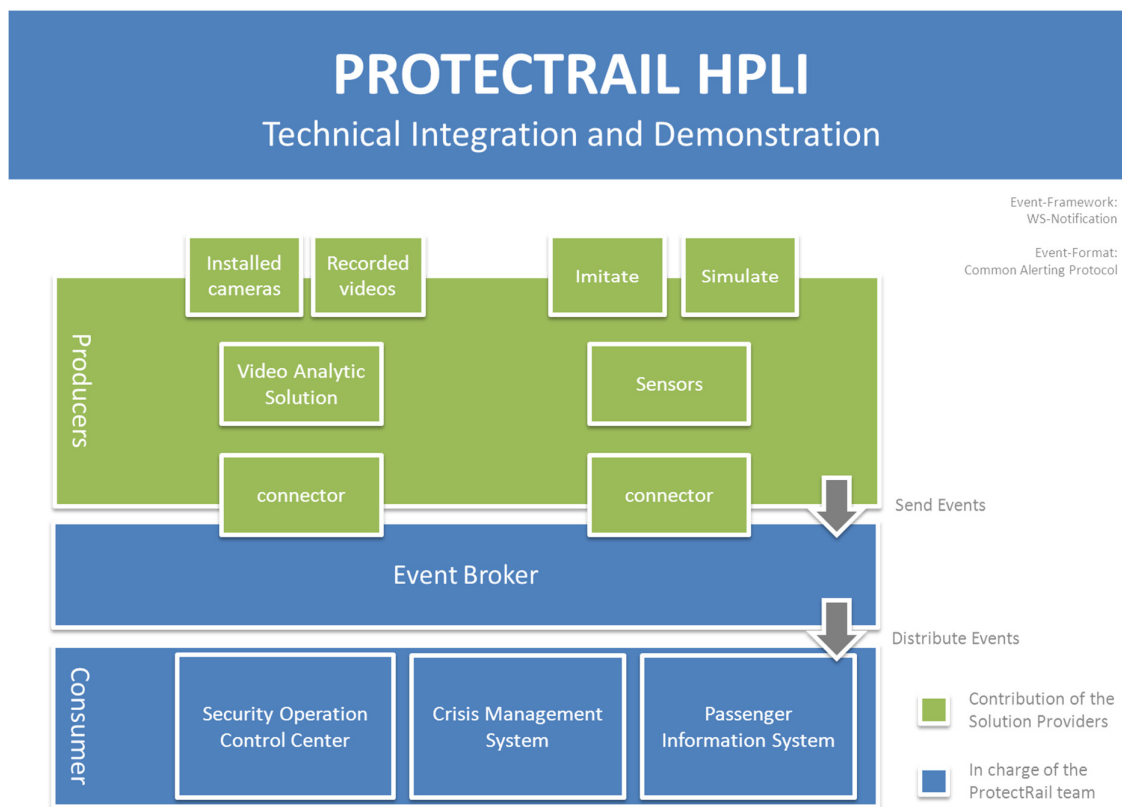 PROTECTRAIL HPLI
Technical Integration and Demonstration
Event-Framework:
WS-Notification
Event-Format:
Common Alerting Protocol
Installed
cameras
Recorded
videos
Imitate
Simulate
Producers
Video Analytic
Solution
Sensors
connector
connector
Send Events
Event Broker
Distribute Events
Consumer
Security Operation
Control Center
Crisis Management
System
Passenger
Information System
Contribution of the
Solution Providers
In charge of the
ProtectRail team